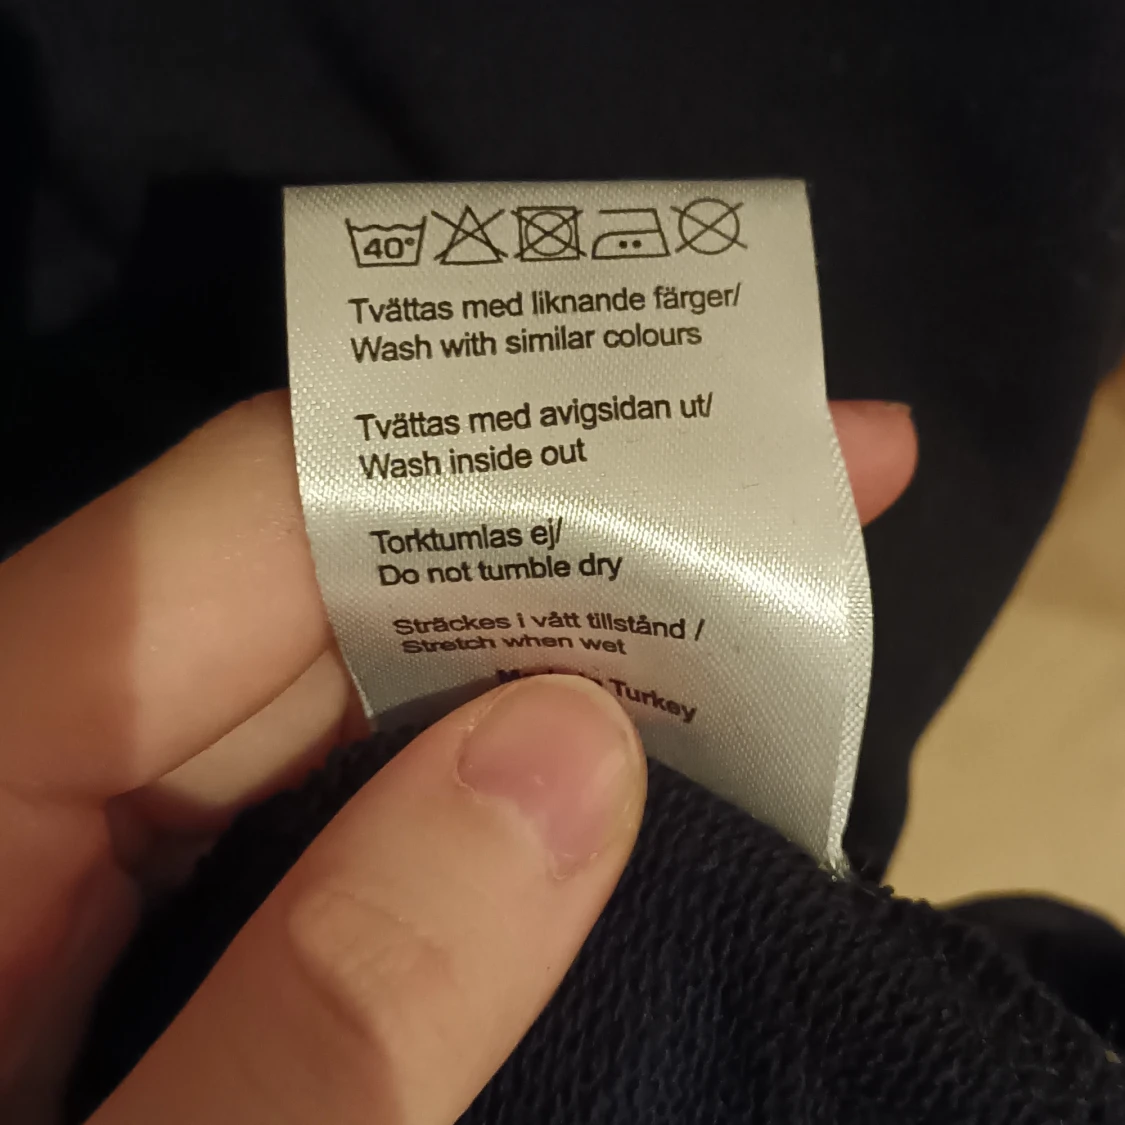 40°
Tvättas med liknande färger/
Wash with similar colours
Tvättas med avigsidan ut/
Wash inside out
Torktumlas ej/
Do not tumble dry
Sträckes i vått tillstånd /
Stretch when wet
Turkey